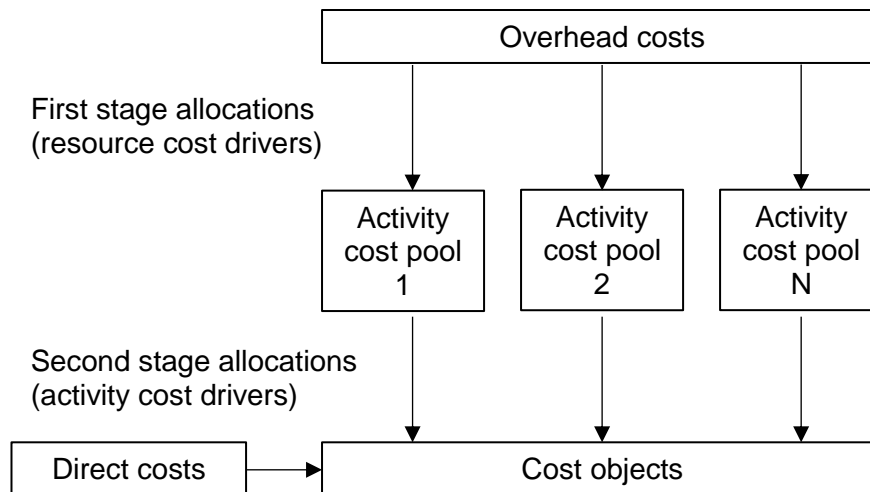 Overhead costs
First stage allocations
(resource cost drivers)
Activity
cost pool
1
Activity
cost pool
2
Activity
cost pool
N
Second stage allocations
(activity cost drivers)
Direct costs
Cost objects